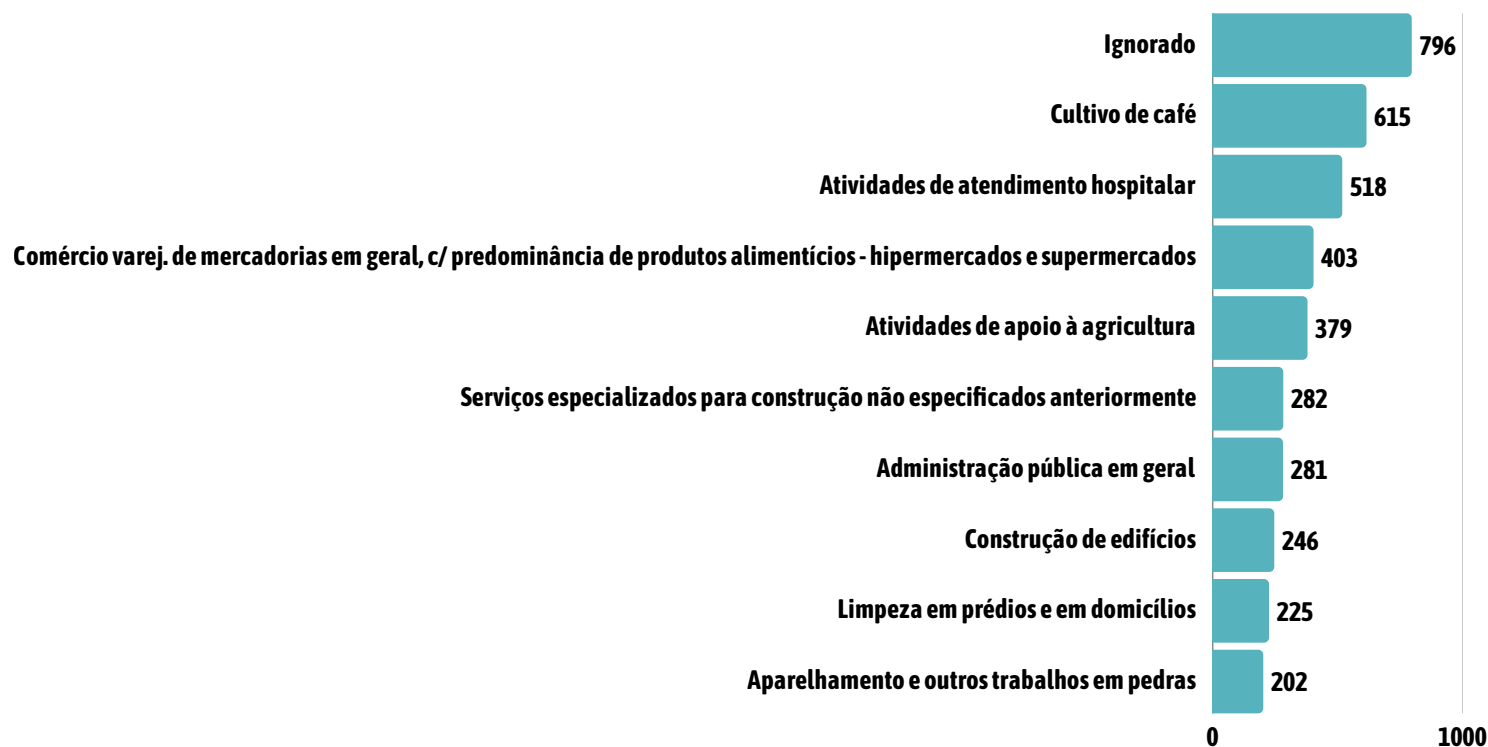 Ignorado 796
Cultivo de café 615
Atividades de atendimento hospitalar 518
Comércio varej. de mercadorias em geral, c/ predominância de produtos alimentícios - hipermercados e supermercados 403
Atividades de apoio à agricultura 379
Serviços especializados para construção não especificados anteriormente 282
Administração pública em geral 281
Construção de edifícios 246
Limpeza em prédios e em domicílios 225
Aparelhamento e outros trabalhos em pedras 202
0 1000